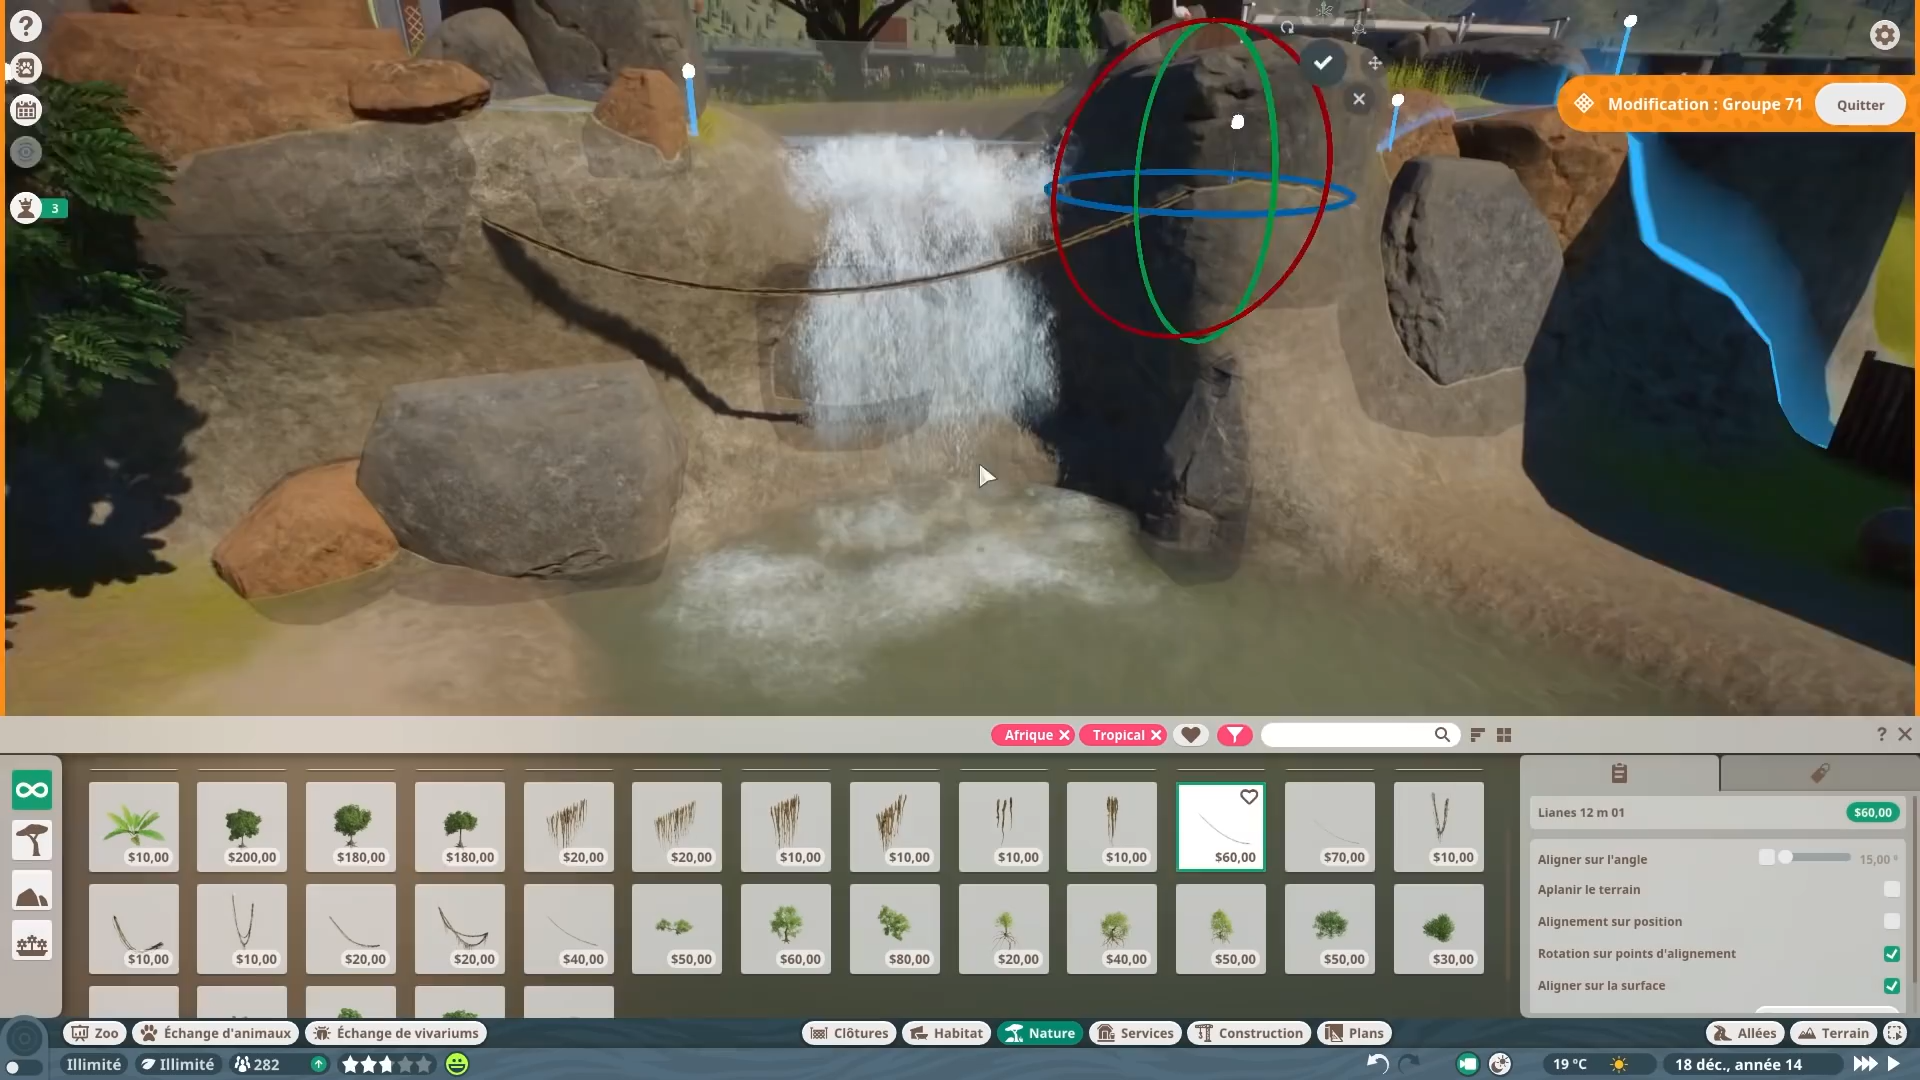 ?
Modification : Groupe 71
Quitter
3
Afrique
Tropical
?
$10,00
$200,00
$180,00
$180,00
$20,00
$20,00
$10,00
$10,00
$10,00
$10,00
$60,00
$70,00
$10,00
$10,00
$10,00
$20,00
$20,00
$40,00
$50,00
$60,00
$80,00
$20,00
$40,00
$50,00
$50,00
$30,00
Lianes 12 m 01
$60,00
Aligner sur l'angle
15,00 °
Aplanir le terrain
Alignement sur position
Rotation sur points d'alignement
Aligner sur la surface
Zoo
Échange d'animaux
Échange de vivariums
Clôtures
Habitat
Nature
Services
Construction
Plans
Allées
Terrain
Illimité
Illimité
282
19 °C
18 déc., année 14